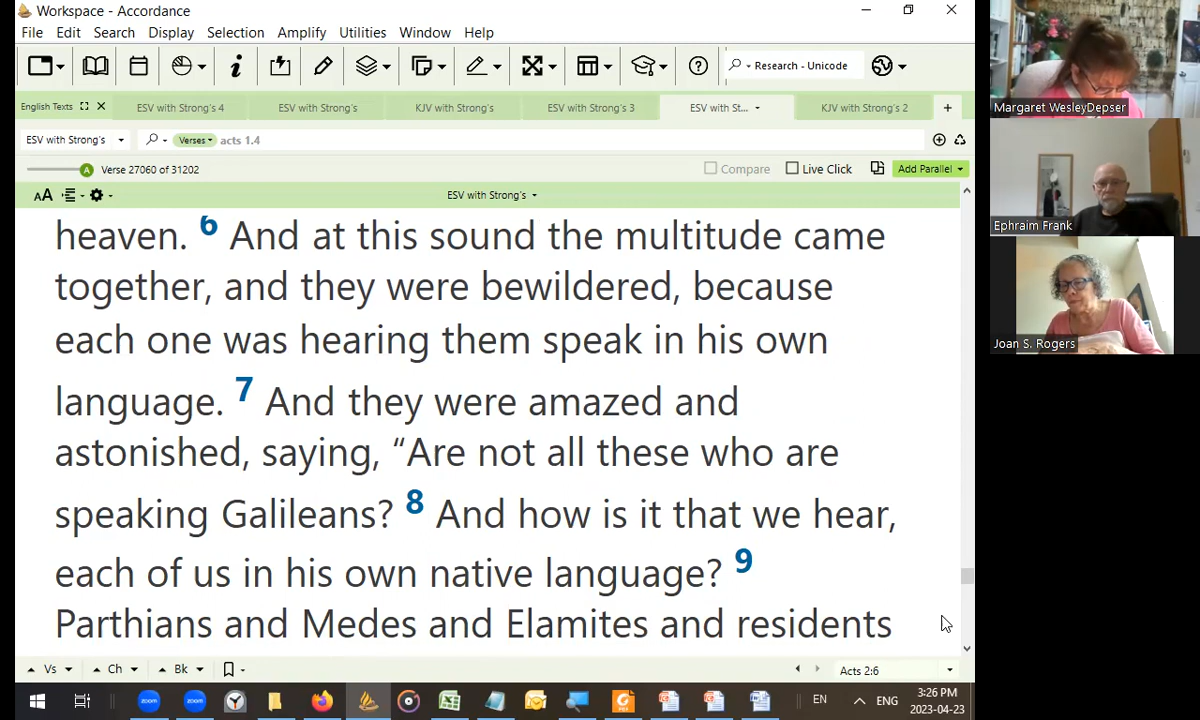 Workspace - Accordance
File Edit Search Display Selection Amplify Utilities Window Help
Research - Unicode
English Texts
ESV with Strong's 4
ESV with Strong's
KJV with Strong's
ESV with Strong's 3
ESV with St...
KJV with Strong's 2
ESV with Strong's
Verses
acts 1.4
A
Verse 27060 of 31202
Compare
Live Click
Add Parallel
AA
ESV with Strong's
heaven. 6 And at this sound the multitude came
together, and they were bewildered, because
each one was hearing them speak in his own
language. 7 And they were amazed and
astonished, saying, “Are not all these who are
speaking Galileans? 8 And how is it that we hear,
each of us in his own native language? 9
Parthians and Medes and Elamites and residents
Vs Ch Bk
Acts 2:6
zoom
zoom
EN
ENG
3:26 PM
2023-04-23
Margaret WesleyDepser
Ephraim Frank
Joan S. Rogers